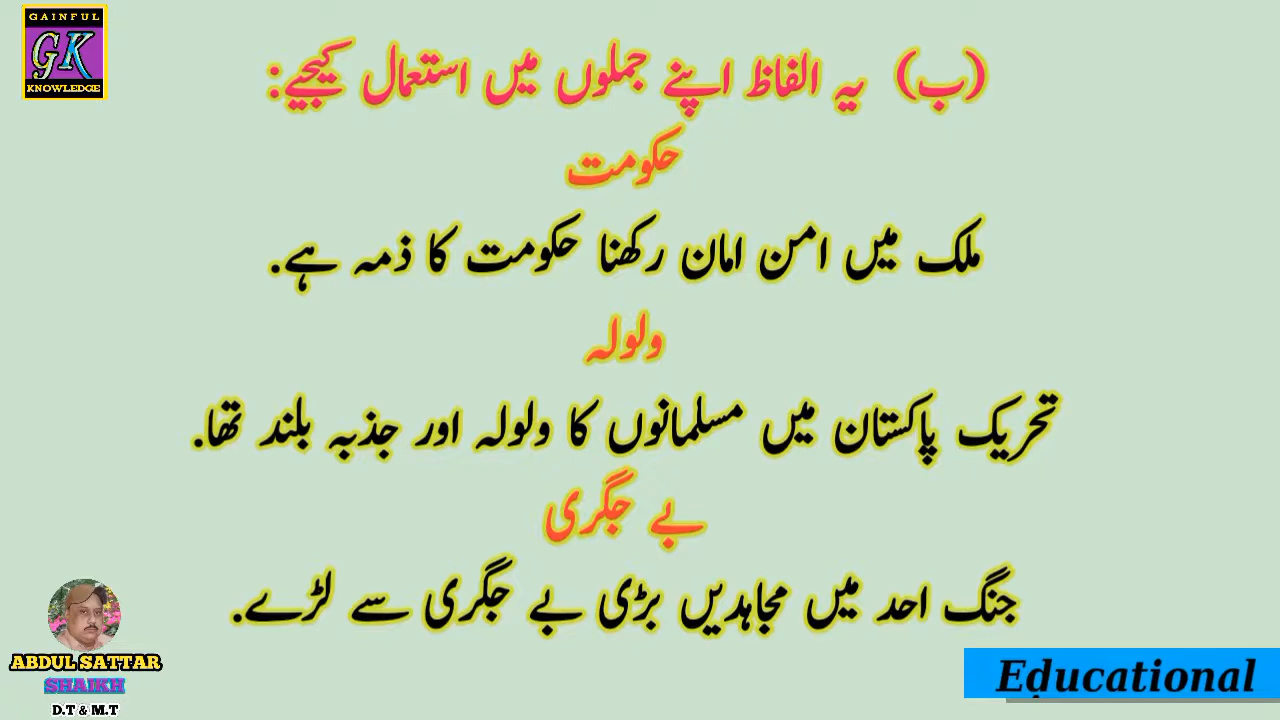 GAINFUL
GK
KNOWLEDGE
(ب) یہ الفاظ اپنے جملوں میں استعمال کیجیے:
حکومت
ملک میں امن امان رکھنا حکومت کا ذمہ ہے.
ولولہ
تحریک پاکستان میں مسلمانوں کا ولولہ اور جذبہ بلند تھا.
بے جگری
جنگ احد میں مجاہدیں بڑی بے جگری سے لڑے.
ABDUL SATTAR
SHAIKH
D.T & M.T
Educational